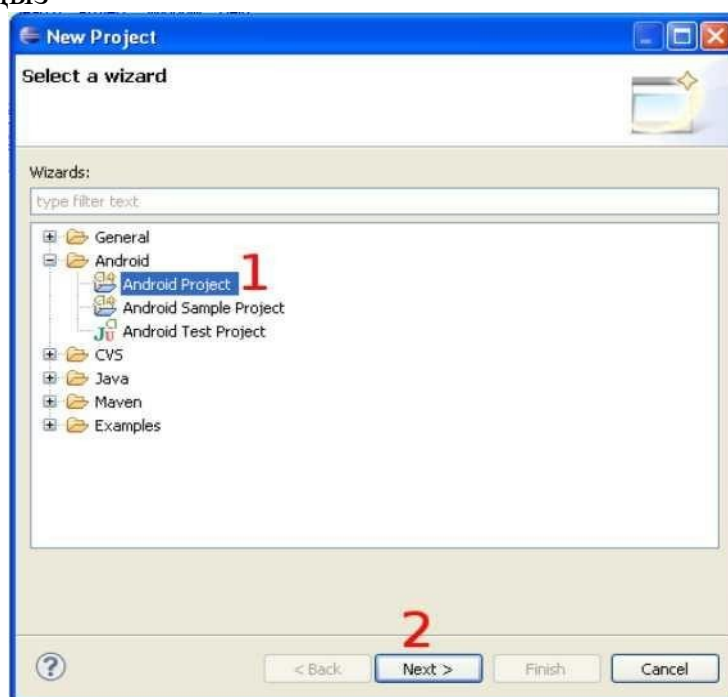 New Project
Select a wizard
Wizards:
type filter text
General
Android
Android Project 1
Android Sample Project
Ju Android Test Project
CVS
Java
Maven
Examples
2
? < Back Next > Finish Cancel